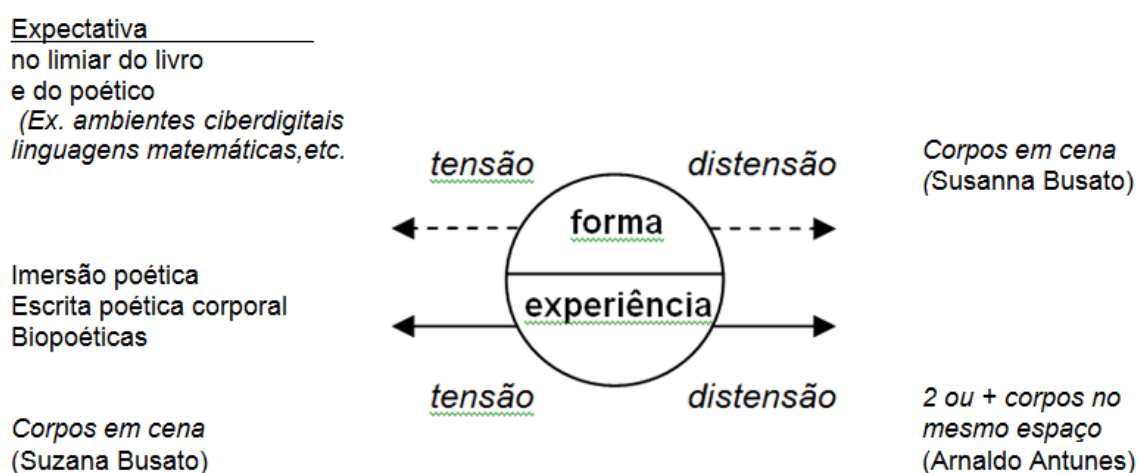 Expectativa
no limiar do livro
e do poético
(Ex. ambientes ciberdigitais
linguagens matemáticas,etc.
Imersão poética
Escrita poética corporal
Biopoéticas
Corpos em cena
(Suzana Busato)
tensão
distensão
forma
experiência
tensão
distensão
Corpos em cena
(Susanna Busato)
2 ou + corpos no
mesmo espaço
(Arnaldo Antunes)